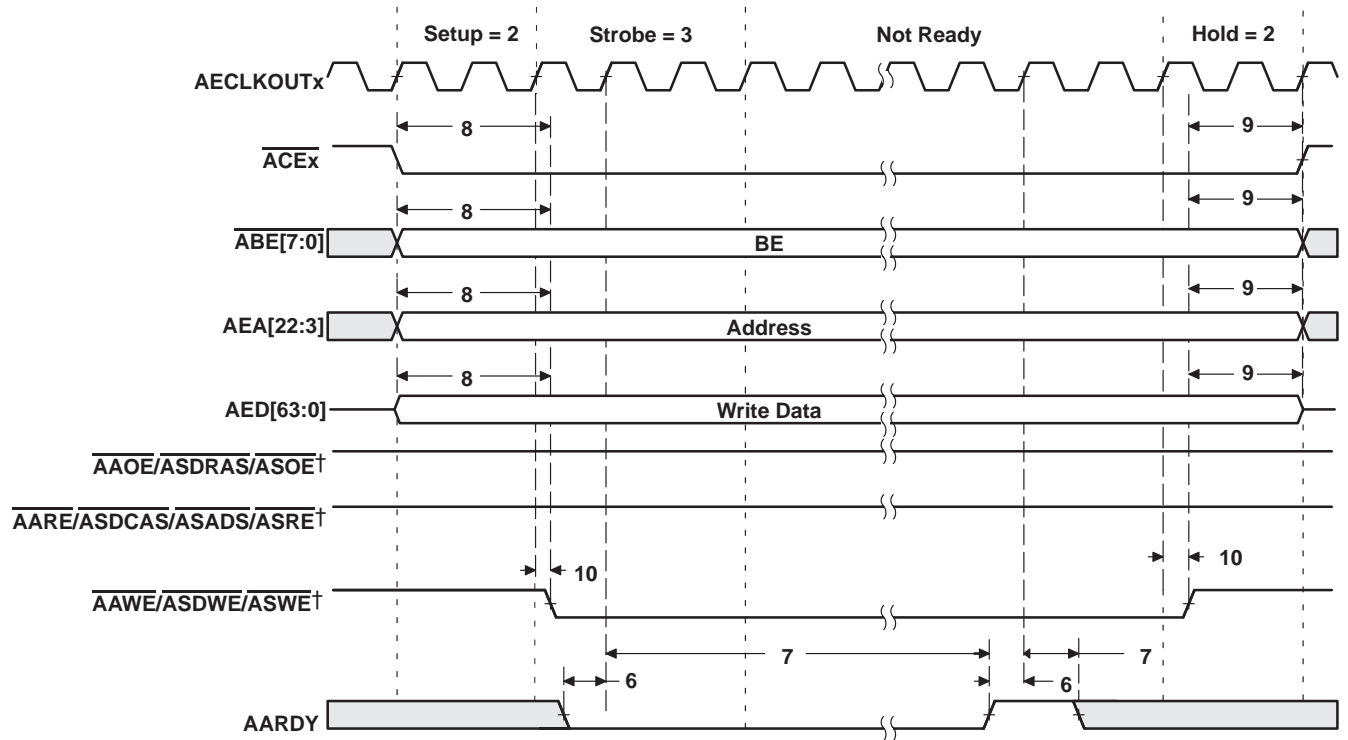 Setup = 2 Strobe = 3 Not Ready Hold = 2
AECLKOUTx
8 9
ACEx
8 9
ABE[7:0] BE
8 9
AEA[22:3] Address
8 9
AED[63:0] Write Data
AAOE/ASDRAS/ASOE†
AARE/ASDCAS/ASADS/ASRE†
10 10
AAWE/ASDWE/ASWE†
7 7
6 6
AARDY